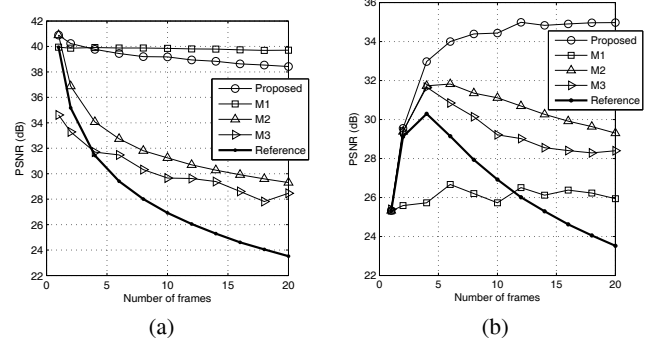 42
40
38
36
34
32
30
28
26
24
22
PSNR (dB)
0
5
10
15
20
Number of frames
Proposed
M1
M2
M3
Reference
(a)
36
34
32
30
28
26
24
22
PSNR (dB)
0
5
10
15
20
Number of frames
Proposed
M1
M2
M3
Reference
(b)